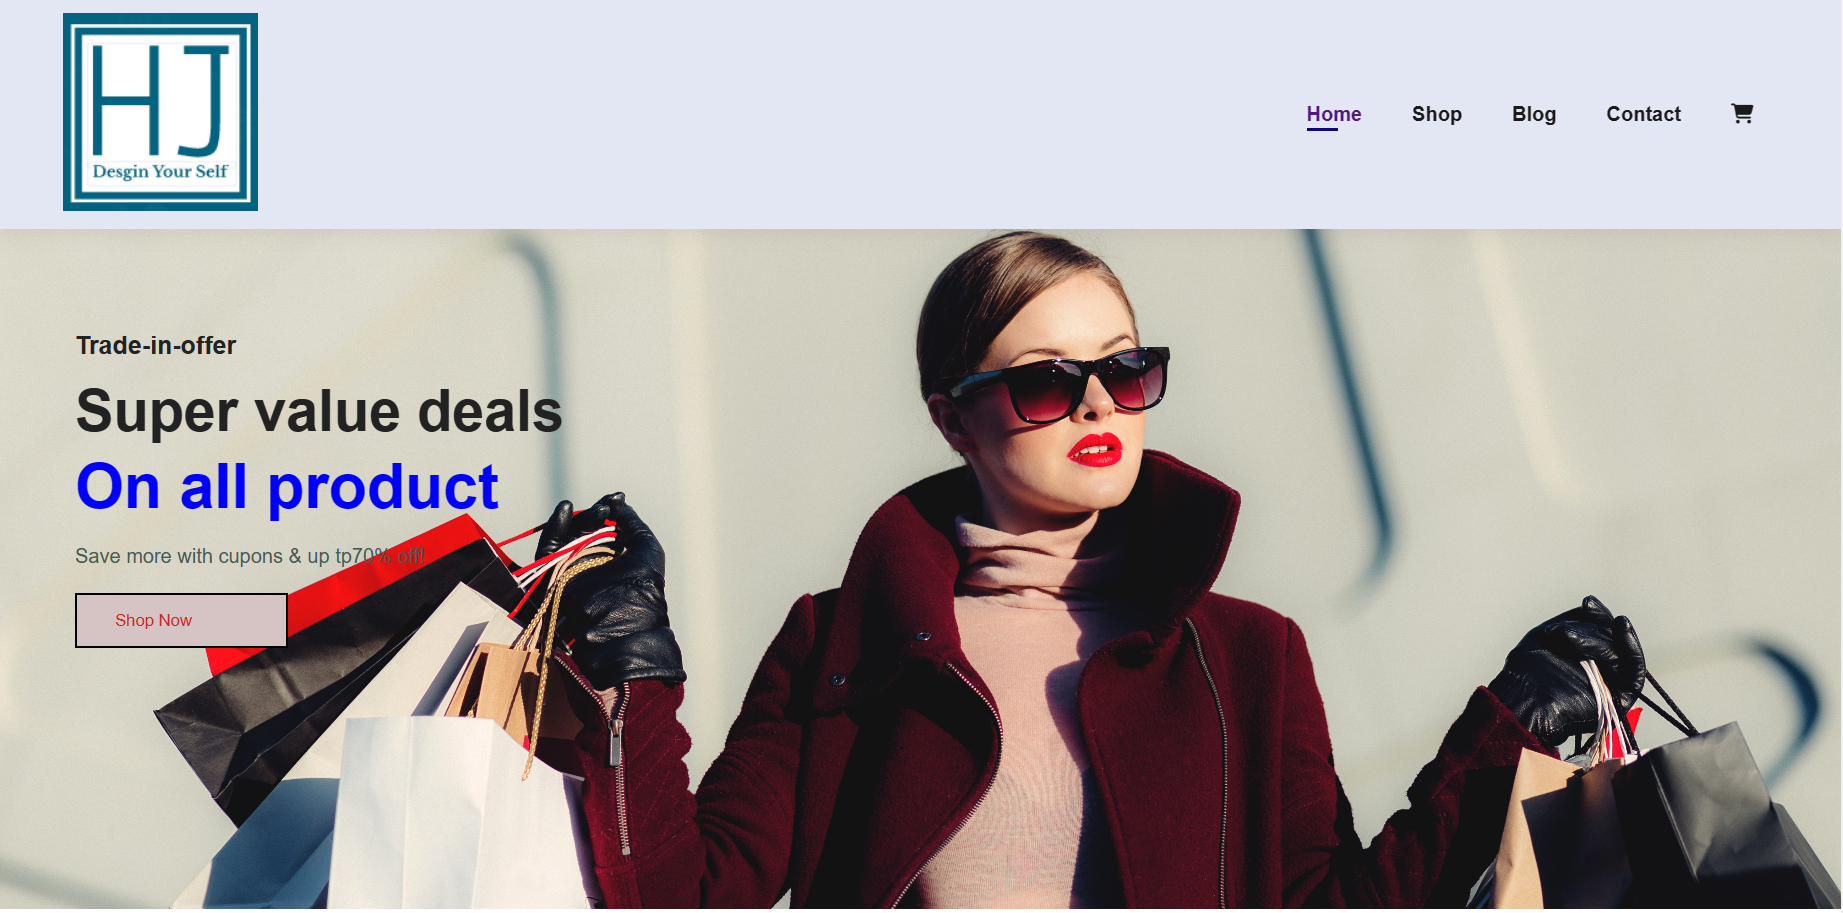 HJ
Desgin Your Self
Home Shop Blog Contact
Trade-in-offer
Super value deals
On all product
Save more with cupons & up tp70% off!
Shop Now